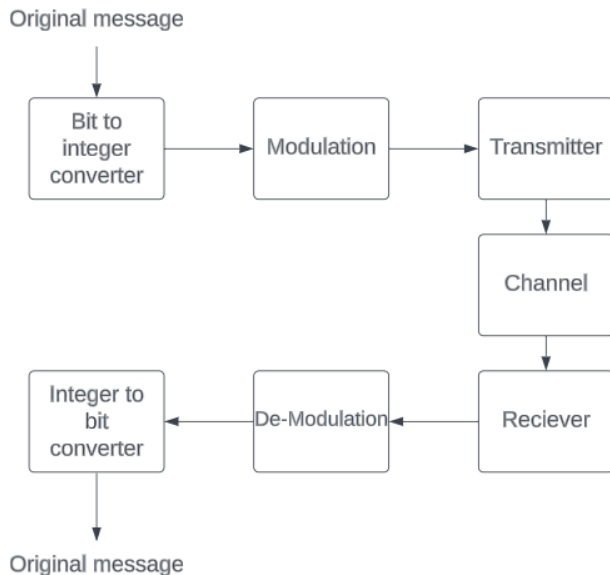 Original message
Bit to
integer
converter
Modulation
Transmitter
Channel
Reciever
De-Modulation
Integer to
bit
converter
Original message